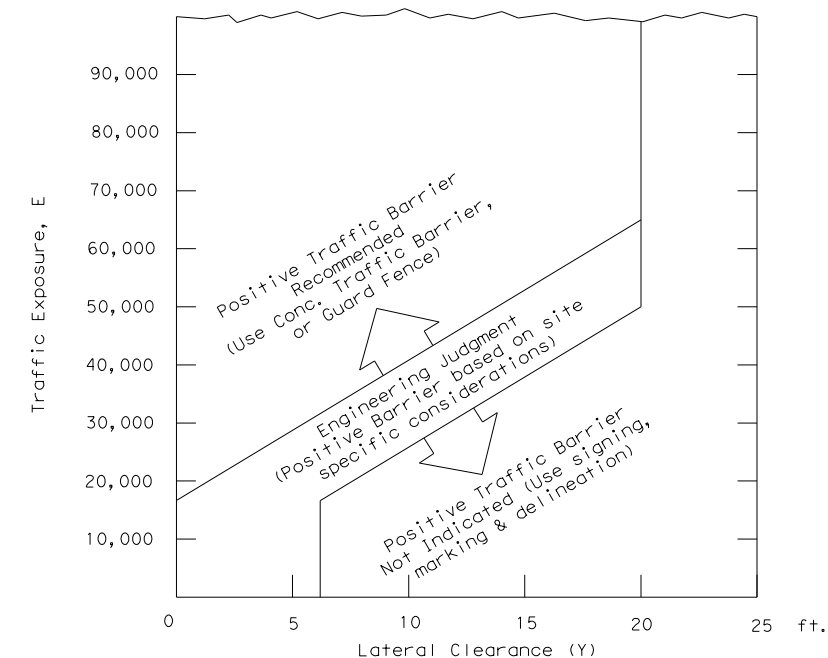 90,000
80,000
70,000
60,000
50,000
40,000
30,000
20,000
10,000
Traffic Exposure, E
Positive Traffic Barrier
Recommended
(Use Conc. Traffic Barrier,
or Guard Fence)
Engineering Judgment
(Positive Barrier based on site
specific considerations)
Positive Traffic Barrier
Not Indicated (Use signing,
marking & delineation)
0 5 10 15 20 25 ft.
Lateral Clearance (Y)